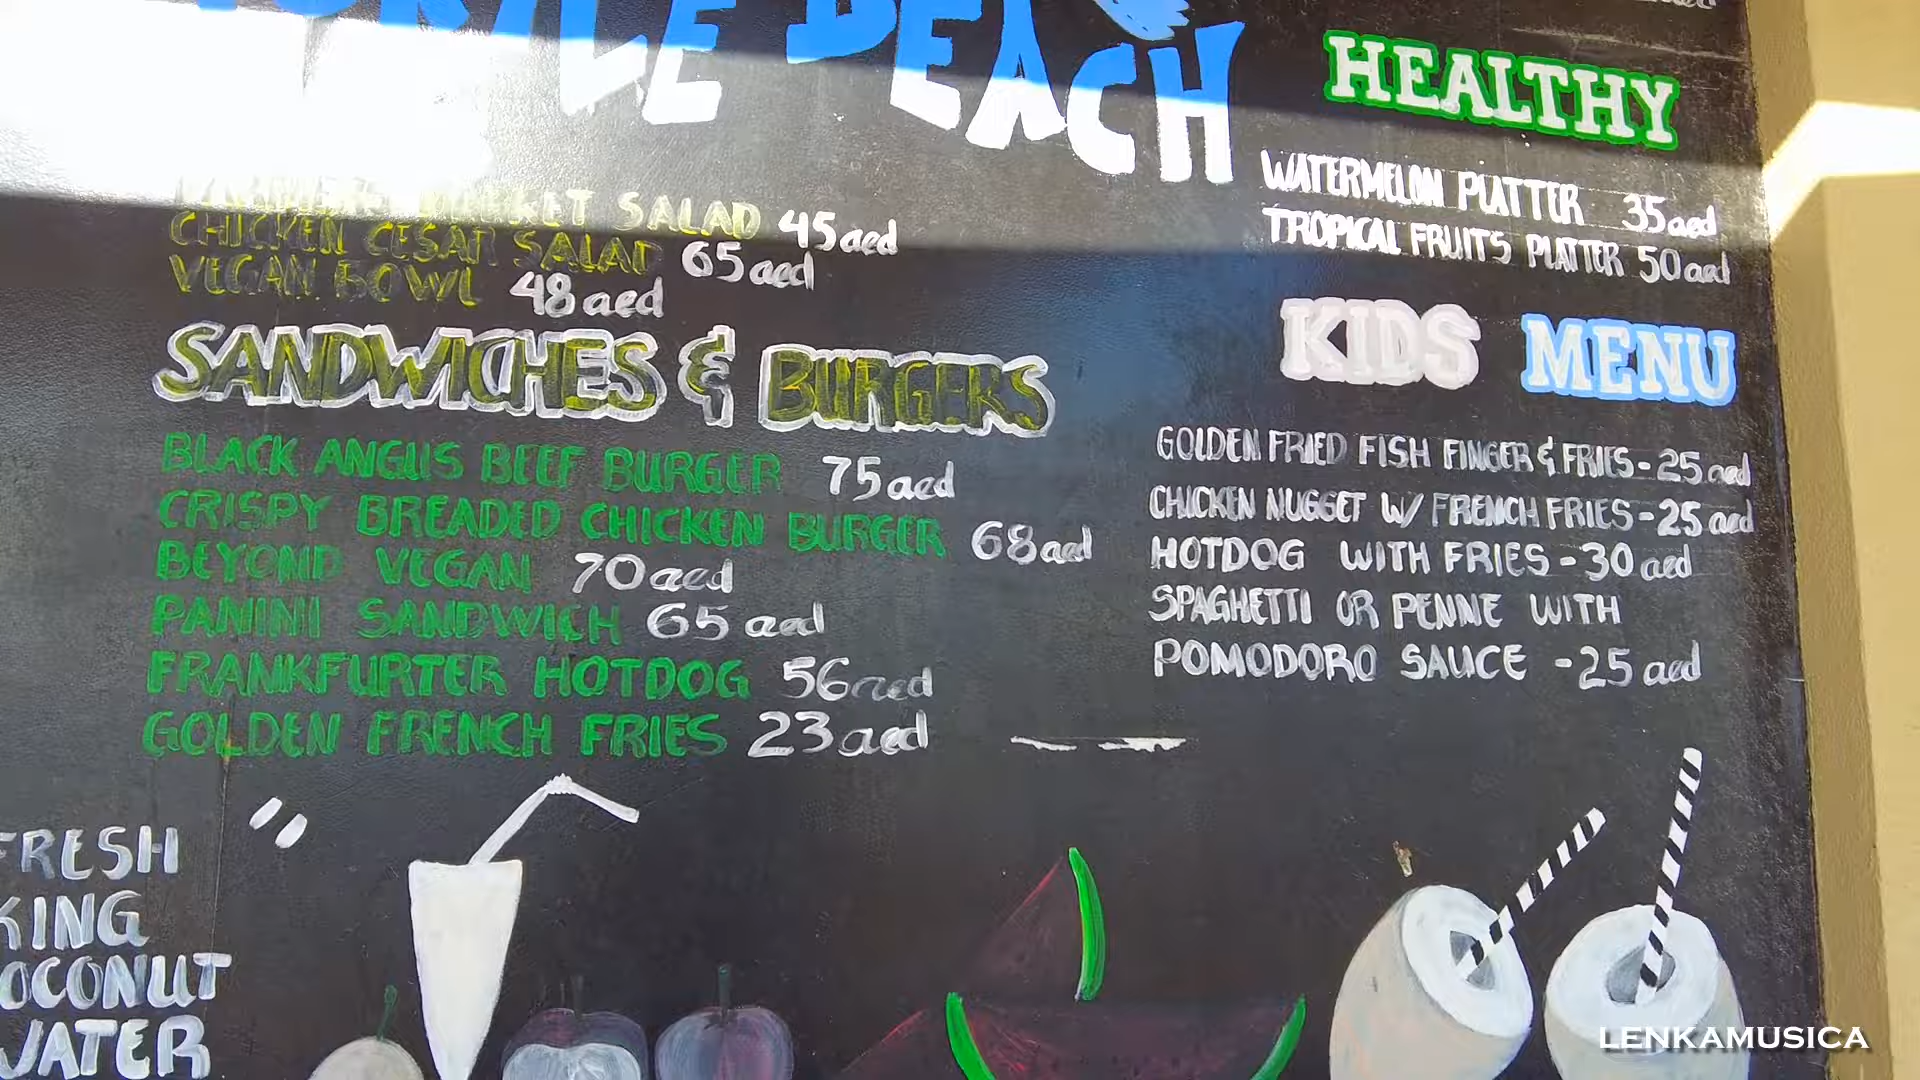 BEACH
MARKET SALAD 45aed
CHICKEN CESAR SALAD 65aed
VEGAN BOWL 48aed
SANDWICHES & BURGERS
BLACK ANGUS BEEF BURGER 75aed
CRISPY BREADED CHICKEN BURGER 68aed
BEYOND VEGAN 70aed
PANINI SANDWICH 65aed
FRANKFURTER HOTDOG 56aed
GOLDEN FRENCH FRIES 23aed
HEALTHY
WATERMELON PLATTER 35aed
TROPICAL FRUITS PLATTER 50aed
KIDS MENU
GOLDEN FRIED FISH FINGER & FRIES-25aed
CHICKEN NUGGET W/ FRENCH FRIES-25aed
HOTDOG WITH FRIES-30aed
SPAGHETTI OR PENNE WITH
POMODORO SAUCE -25aed
FRESH
KING
COCONUT
WATER
LENKAMUSICA